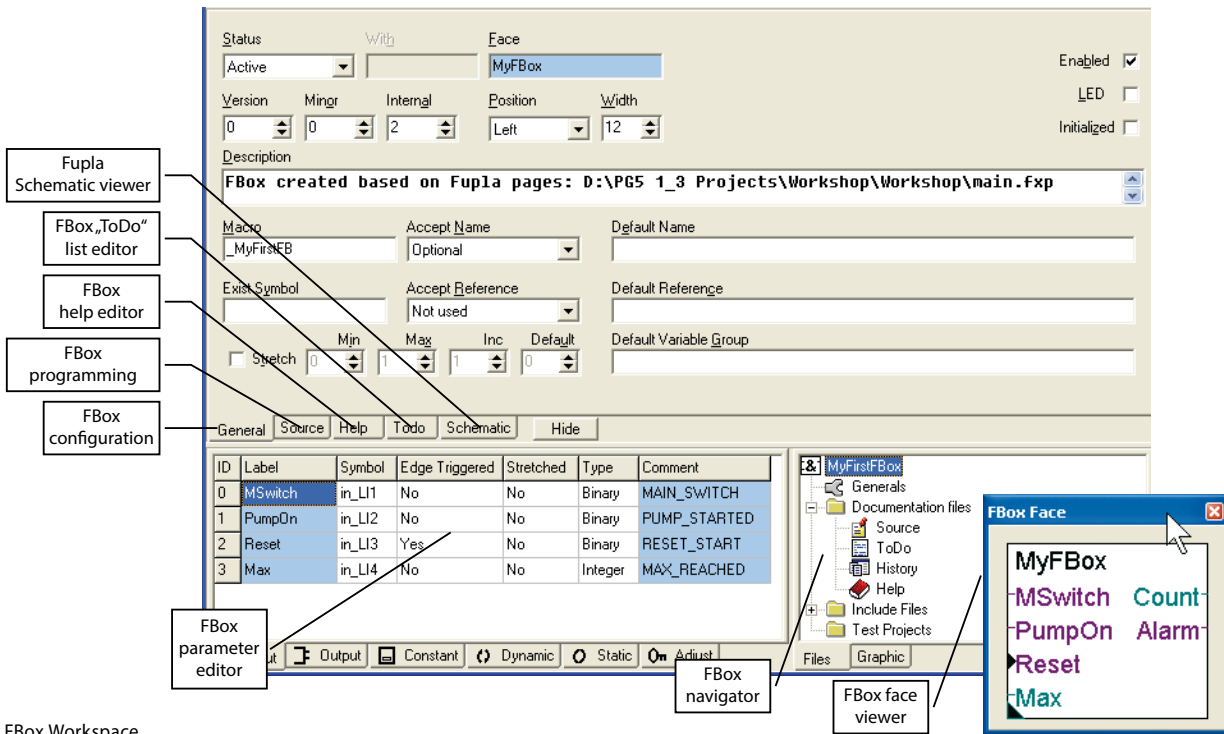 Status With Face
Active MyFBox Enabled
LED
Version Minor Internal Position Width
0 0 2 Left 12 Initialized
Description
FBox created based on Fupla pages: D:\PG5 1_3 Projects\Workshop\Workshop\main.fxp
Macro Accept Name Default Name
_MyFirstFB Optional
Exist Symbol Accept Reference Default Reference
Not used
Min Max Inc Default Default Variable Group
Stretch 0 1 1 0
General Source Help Todo Schematic Hide
Fupla
Schematic viewer
FBox „ToDo“
list editor
FBox
help editor
FBox
programming
FBox
configuration
ID Label Symbol Edge Triggered Stretched Type Comment
0 MSwitch in_LI1 No No Binary MAIN_SWITCH
1 PumpOn in_LI2 No No Binary PUMP_STARTED
2 Reset in_LI3 Yes No Binary RESET_START
3 Max in_LI4 No No Integer MAX_REACHED
Output Constant Dynamic Static Adjust
FBox
parameter
editor
MyFirstFBox
Generals
Documentation files
Source
ToDo
History
Help
Include Files
Test Projects
Files Graphic
FBox
navigator
FBox face
viewer
FBox Face
MyFBox
MSwitch Count
PumpOn Alarm
Reset
Max
FBox Workspace